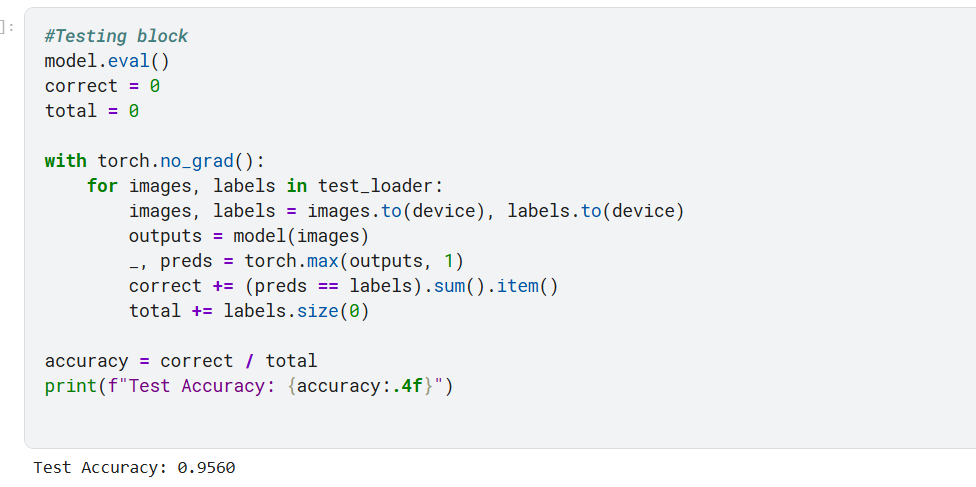 ]:
#Testing block
model.eval()
correct = 0
total = 0
with torch.no_grad():
    for images, labels in test_loader:
        images, labels = images.to(device), labels.to(device)
        outputs = model(images)
        _, preds = torch.max(outputs, 1)
        correct += (preds == labels).sum().item()
        total += labels.size(0)
accuracy = correct / total
print(f"Test Accuracy: {accuracy:.4f}")
Test Accuracy: 0.9560